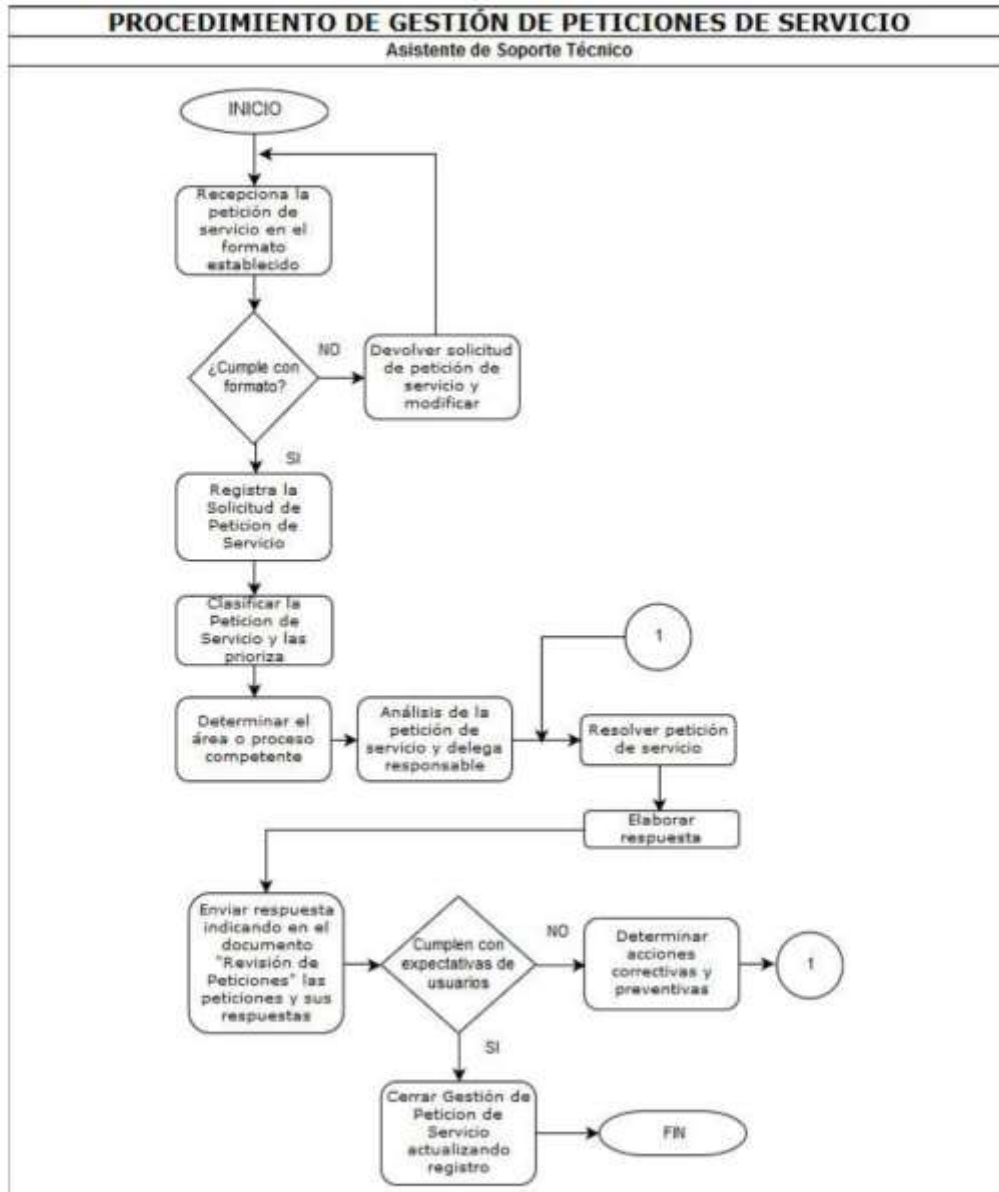 PROCEDIMIENTO DE GESTIÓN DE PETICIONES DE SERVICIO
Asistente de Soporte Técnico
INICIO
Recepciona la
petición de
servicio en el
formato
establecido
¿Cumple con
formato?
NO
Devolver solicitud
de petición de
servicio y
modificar
SI
Registra la
Solicitud de
Peticion de
Servicio
Clasificar la
Peticion de
Servicio y las
prioriza
1
Determinar el
área o proceso
competente
Análisis de la
petición de
servicio y delega
responsable
Resolver petición
de servicio
Elaborar
respuesta
Enviar respuesta
indicando en el
documento
"Revisión de
Peticiones" las
peticiones y sus
respuestas
Cumplen con
expectativas de
usuarios
NO
Determinar
acciones
correctivas y
preventivas
1
SI
Cerrar Gestión de
Peticion de
Servicio
actualizando
registro
FIN